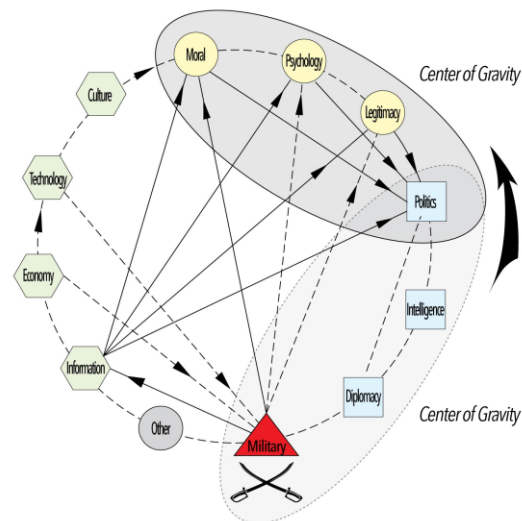 Moral
Psychology
Center of Gravity
Culture
Legitimacy
Technology
Politics
Economy
Intelligence
Information
Diplomacy
Other
Center of Gravity
Military